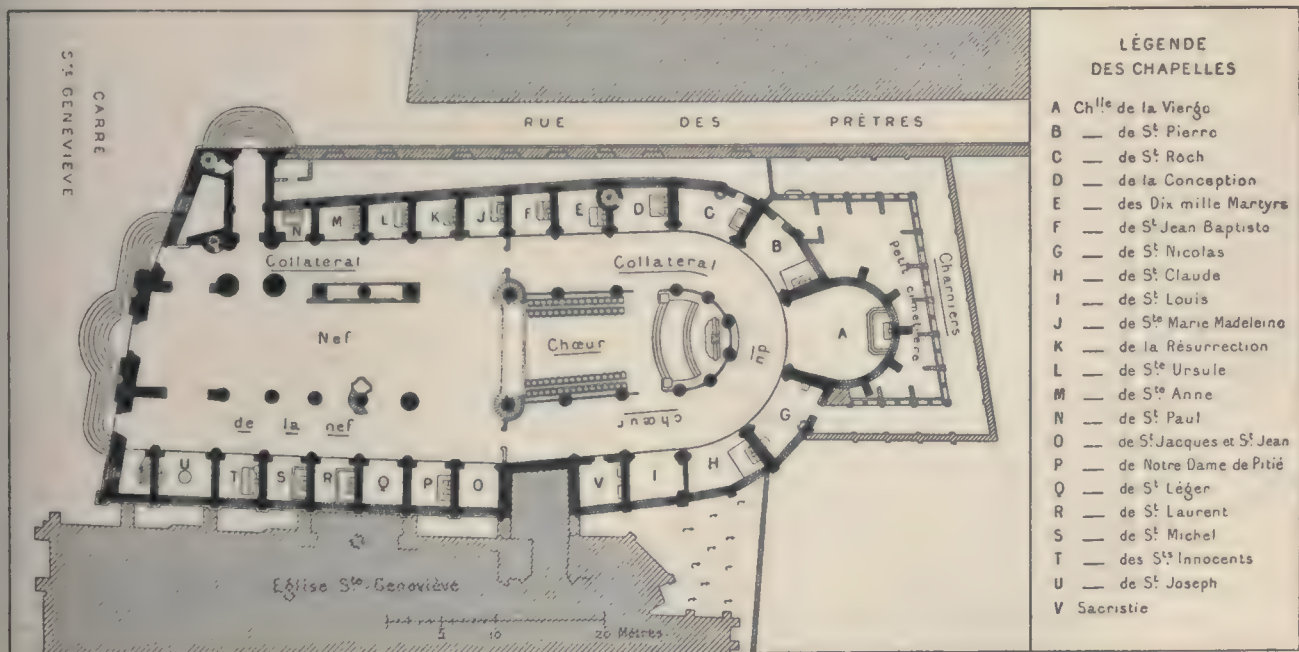 CARRÉ
STE GENEVIÈVE
RUE DES PRÊTRES
N M L K J F E D C
B
Collatéral Collatéral
Petit cimetière
Charniers
Nef Chœur A
du
chœur
de la nef
G
U T S R Q P O V I H
Eglise Ste Geneviève
5 10 20 Mètres
LÉGENDE
DES CHAPELLES
A Chlle de la Vierge
B — de St Pierre
C — de St Roch
D — de la Conception
E — des Dix mille Martyrs
F — de St Jean Baptiste
G — de St Nicolas
H — de St Claude
I — de St Louis
J — de Ste Marie Madeleine
K — de la Résurrection
L — de Ste Ursule
M — de Ste Anne
N — de St Paul
O — de St Jacques et St Jean
P — de Notre Dame de Pitié
Q — de St Léger
R — de St Laurent
S — de St Michel
T — des Sts Innocents
U — de St Joseph
V Sacristie